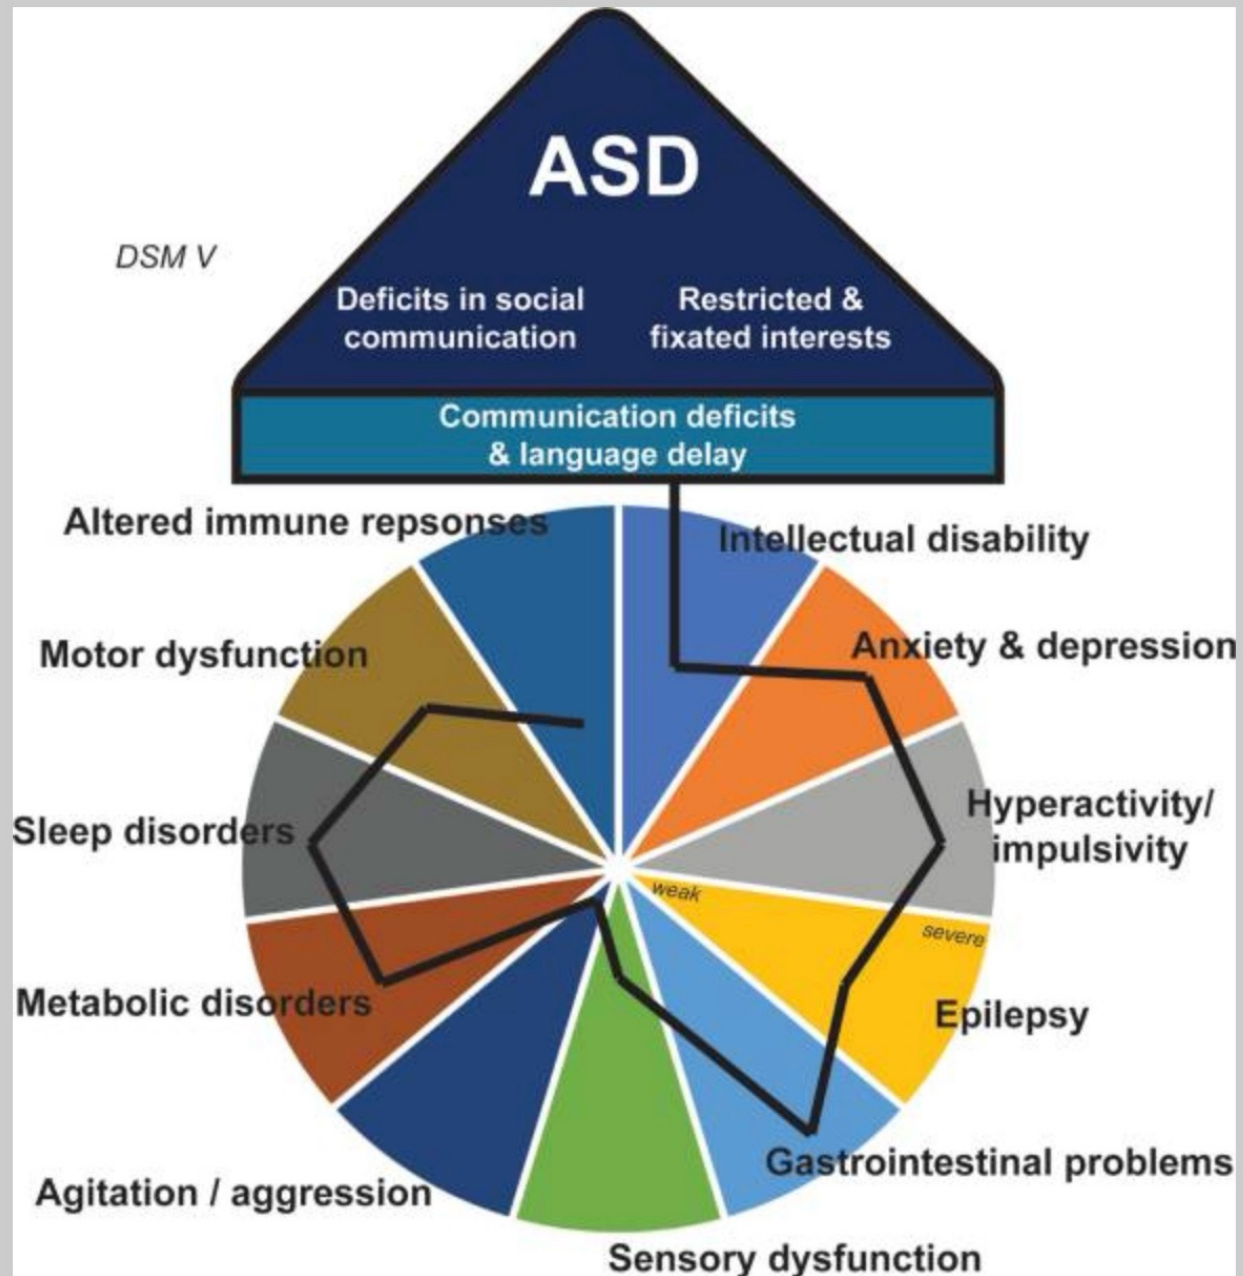 ASD
DSM V
Deficits in social
communication
Restricted &
fixated interests
Communication deficits
& language delay
Altered immune repsonses
Intellectual disability
Motor dysfunction
Anxiety & depression
Sleep disorders
Hyperactivity/
impulsivity
weak
severe
Metabolic disorders
Epilepsy
Agitation / aggression
Gastrointestinal problems
Sensory dysfunction